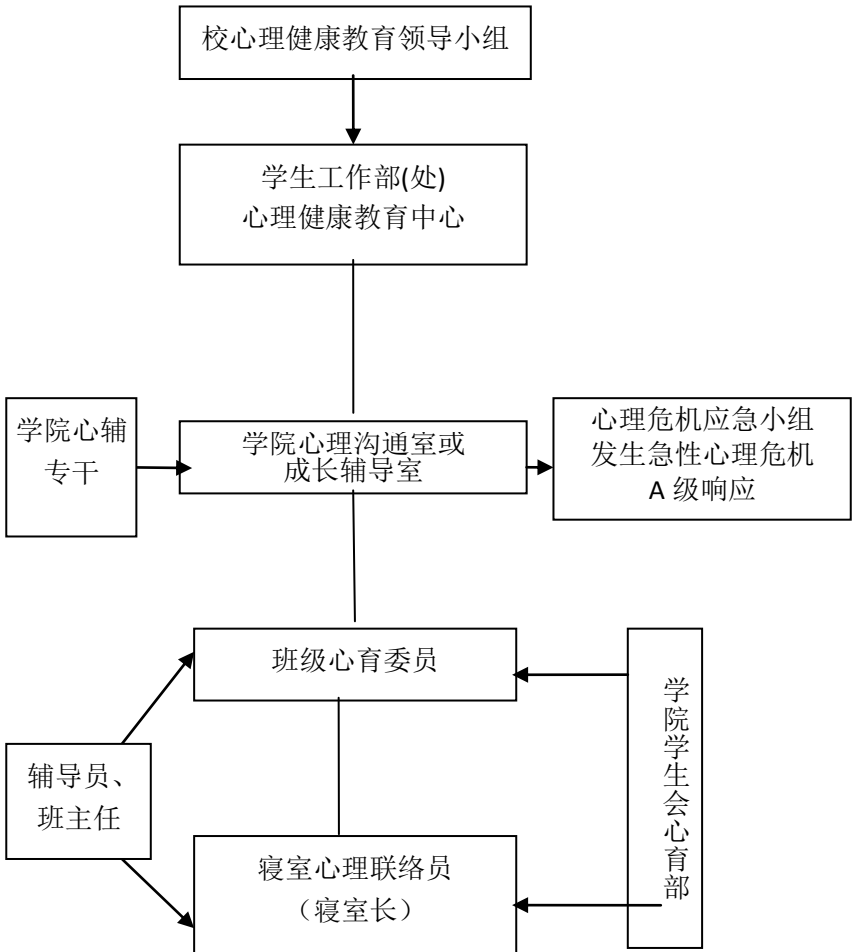 校心理健康教育领导小组
学生工作部(处)
心理健康教育中心
学院心辅
专干
学院心理沟通室或
成长辅导室
心理危机应急小组
发生急性心理危机
A 级响应
班级心育委员
学院学生会心育部
辅导员、
班主任
寝室心理联络员
（寝室长）